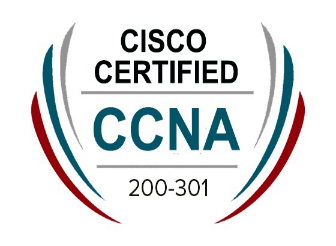 CISCO
CERTIFIED
CCNA
200-301